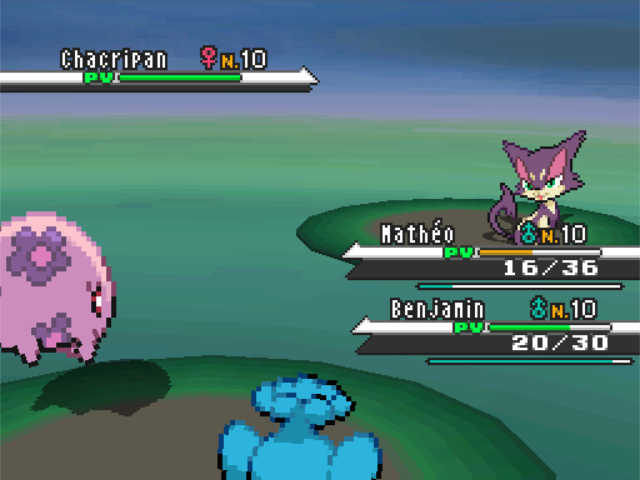 Chacripan ♀ N.10
PV
Mathéo ♂ N.10
PV
16/36
Benjamin ♂ N.10
PV
20/30